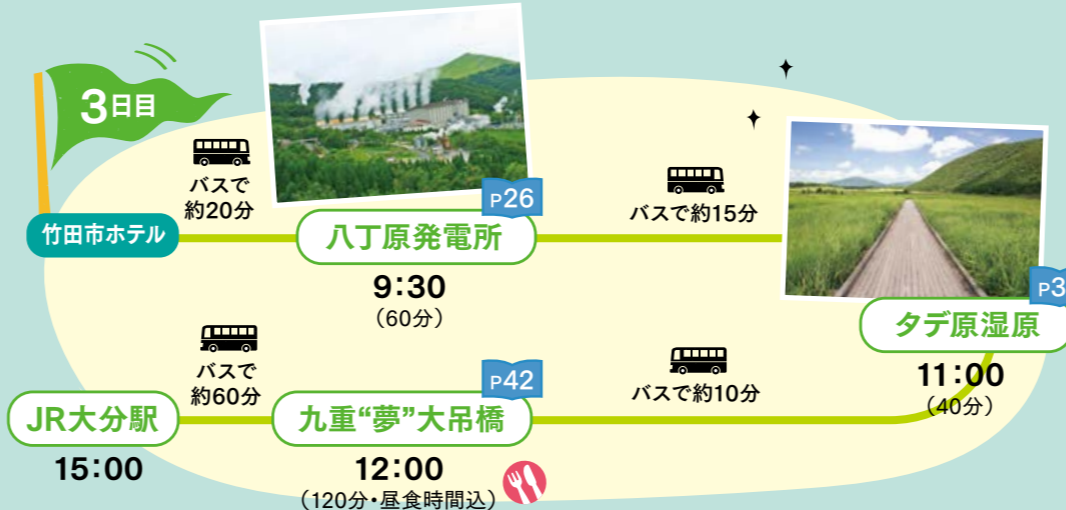 3日目
竹田市ホテル
バスで
約20分
P26
八丁原発電所
9:30
（60分）
バスで約15分
P3
タデ原湿原
11:00
（40分）
バスで約10分
P42
九重“夢”大吊橋
12:00
（120分・昼食時間込）
バスで
約60分
JR大分駅
15:00